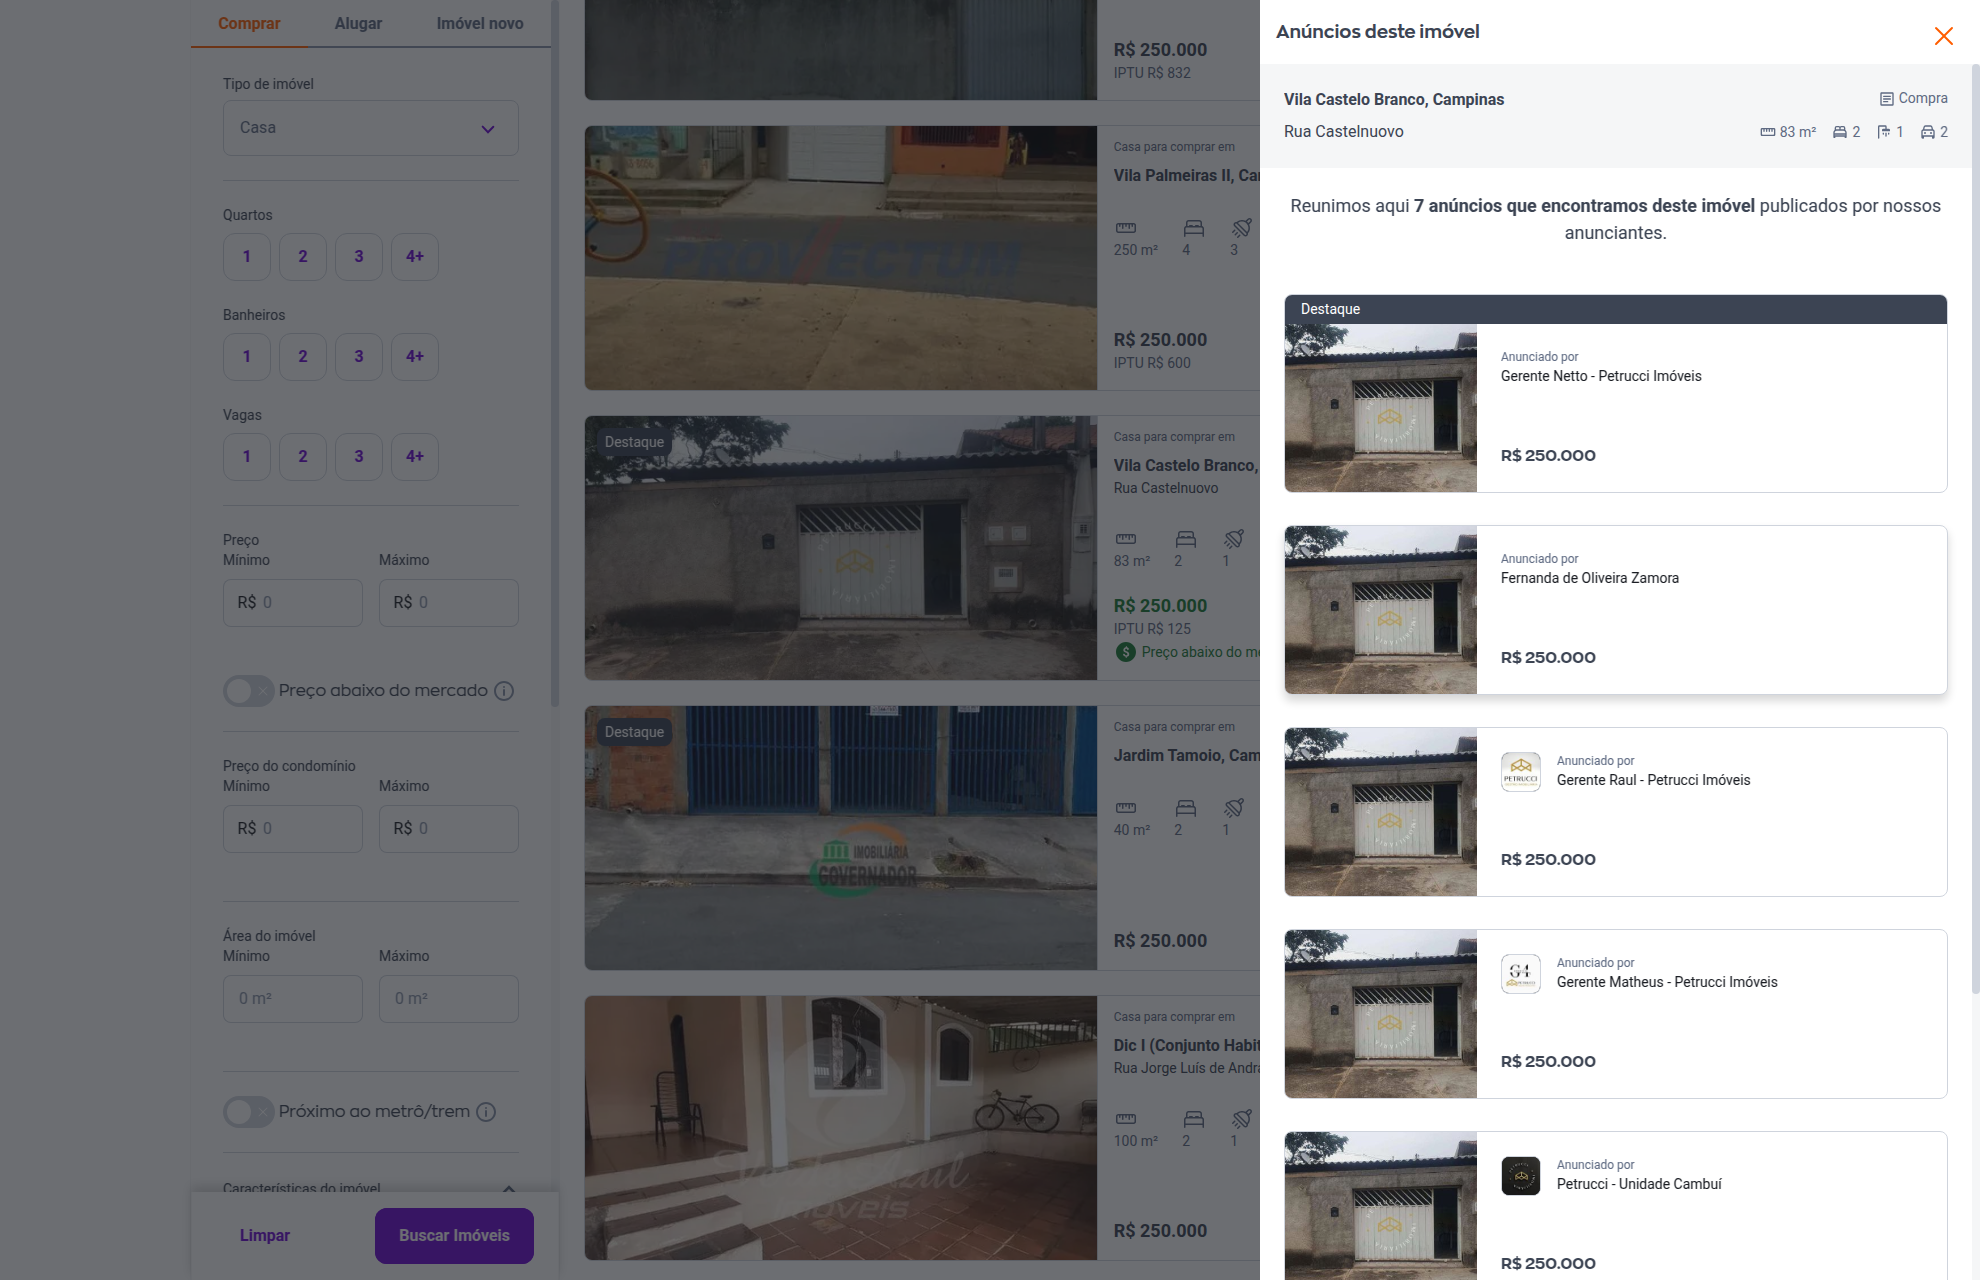 Comprar
Alugar
Imóvel novo
Tipo de imóvel
Casa
Quartos
1
2
3
4+
Banheiros
1
2
3
4+
Vagas
1
2
3
4+
Preço
Mínimo
Máximo
R$ 0
R$ 0
Preço abaixo do mercado
Preço do condomínio
Mínimo
Máximo
R$ 0
R$ 0
Área do imóvel
Mínimo
Máximo
0 m²
0 m²
Próximo ao metrô/trem
Características do imóvel
Limpar
Buscar Imóveis
R$ 250.000
IPTU R$ 832
PROVECTUM
Casa para comprar em
Vila Palmeiras II, Ca
250 m²
4
3
R$ 250.000
IPTU R$ 600
Destaque
Casa para comprar em
Vila Castelo Branco,
Rua Castelnuovo
83 m²
2
1
R$ 250.000
IPTU R$ 125
Preço abaixo do m
Destaque
IMOBILIÁRIA
GOVERNADOR
Casa para comprar em
Jardim Tamoio, Cam
40 m²
2
1
R$ 250.000
imóveis
Casa para comprar em
Dic I (Conjunto Habit
Rua Jorge Luís de Andra
100 m²
2
1
R$ 250.000
Anúncios deste imóvel
Vila Castelo Branco, Campinas
Compra
Rua Castelnuovo
83 m²
2
1
2
Reunimos aqui 7 anúncios que encontramos deste imóvel publicados por nossos
anunciantes.
Destaque
Anunciado por
Gerente Netto - Petrucci Imóveis
R$ 250.000
Anunciado por
Fernanda de Oliveira Zamora
R$ 250.000
PETRUCCI
Anunciado por
Gerente Raul - Petrucci Imóveis
R$ 250.000
G4
PETRUCCI
Anunciado por
Gerente Matheus - Petrucci Imóveis
R$ 250.000
Anunciado por
Petrucci - Unidade Cambuí
R$ 250.000